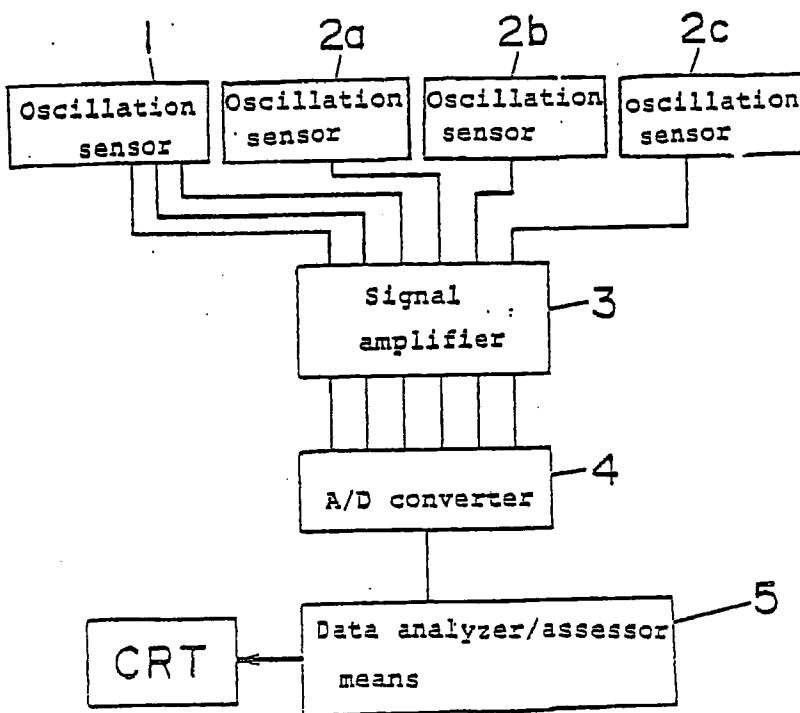 1
2a
2b
2c
Oscillation
sensor
Oscillation
sensor
Oscillation
sensor
oscillation
sensor
Signal
amplifier
3
A/D converter
4
Data analyzer/assessor
means
5
CRT